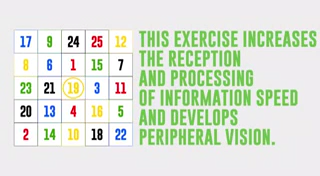 17 9 24 25 12
8 6 1 15 7
23 21 19 3 11
20 13 4 16 5
2 14 10 18 22
THIS EXERCISE INCREASES
THE RECEPTION
AND PROCESSING
OF INFORMATION SPEED
AND DEVELOPS
PERIPHERAL VISION.